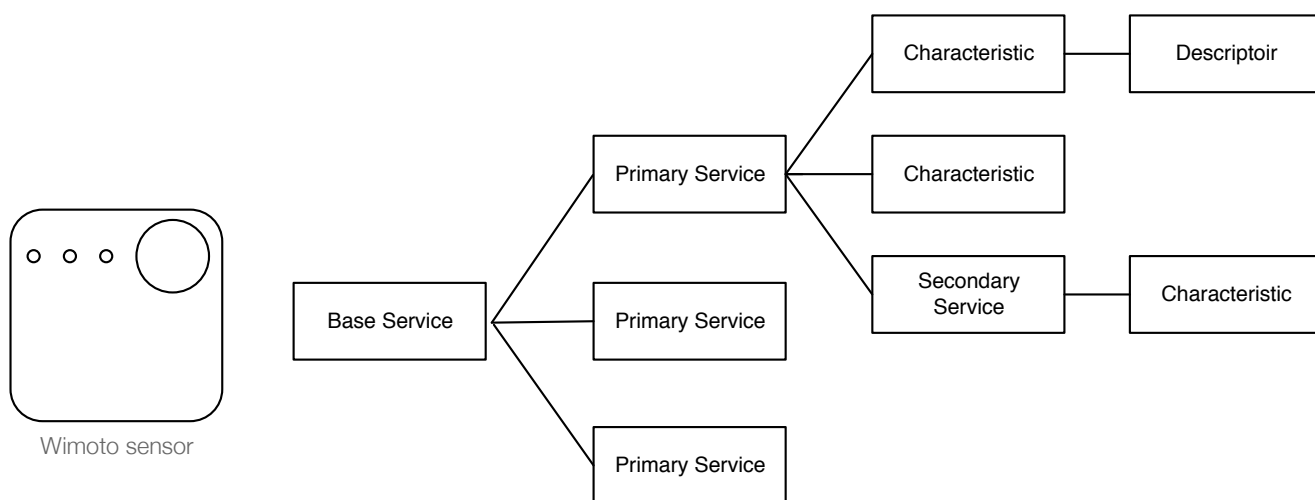 Characteristic
Descriptoir
Primary Service
Characteristic
Secondary
Service
Characteristic
Base Service
Primary Service
Primary Service
Wimoto sensor